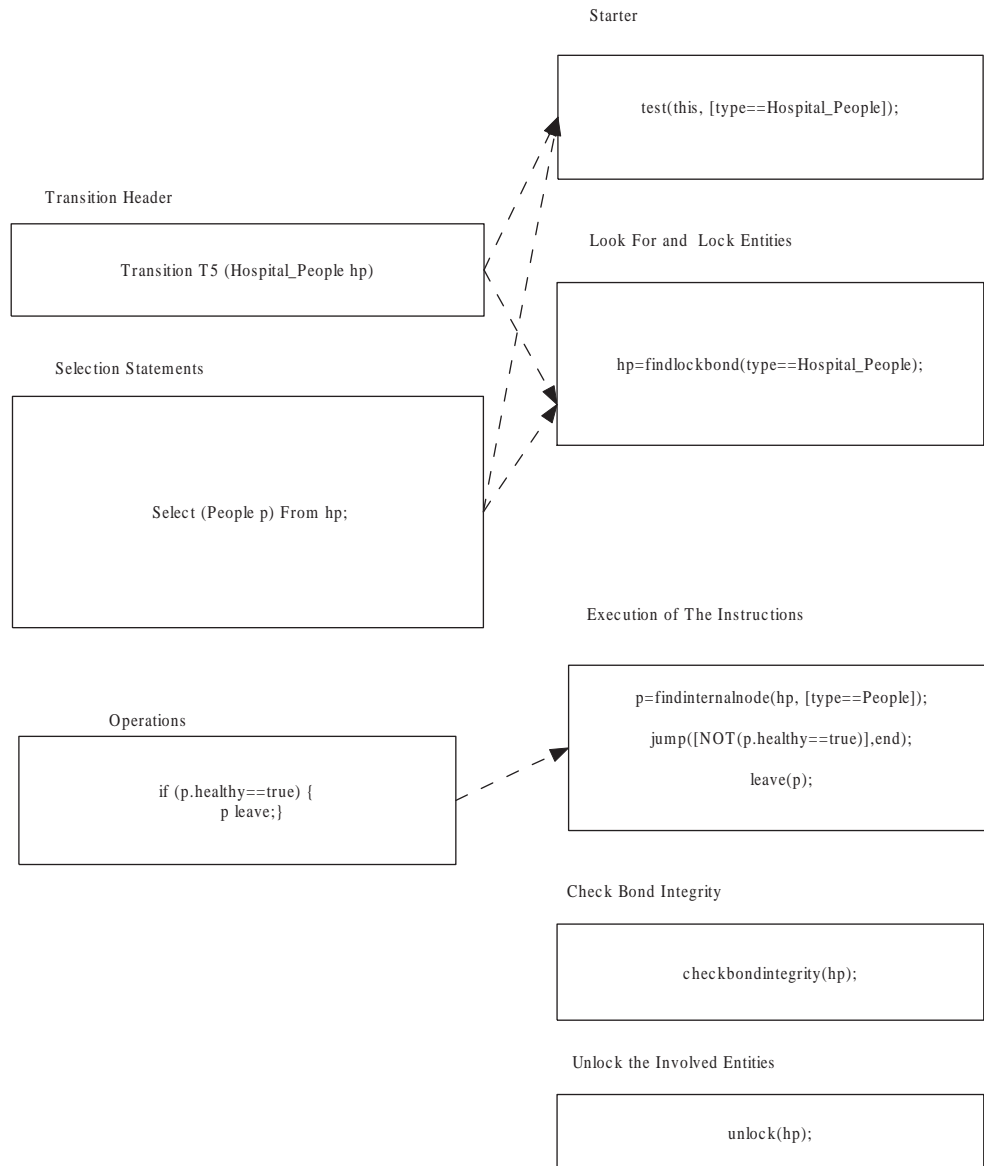 Starter
test(this, [type==Hospital_People]);
Transition Header
Transition T5 (Hospital_People hp)
Look For and Lock Entities
hp=findlockbond(type==Hospital_People);
Selection Statements
Select (People p) From hp;
Execution of The Instructions
p=findinternalnode(hp, [type==People]);
jump([NOT(p.healthy==true)],end);
leave(p);
Operations
if (p.healthy==true) {
p leave;}
Check Bond Integrity
checkbondintegrity(hp);
Unlock the Involved Entities
unlock(hp);